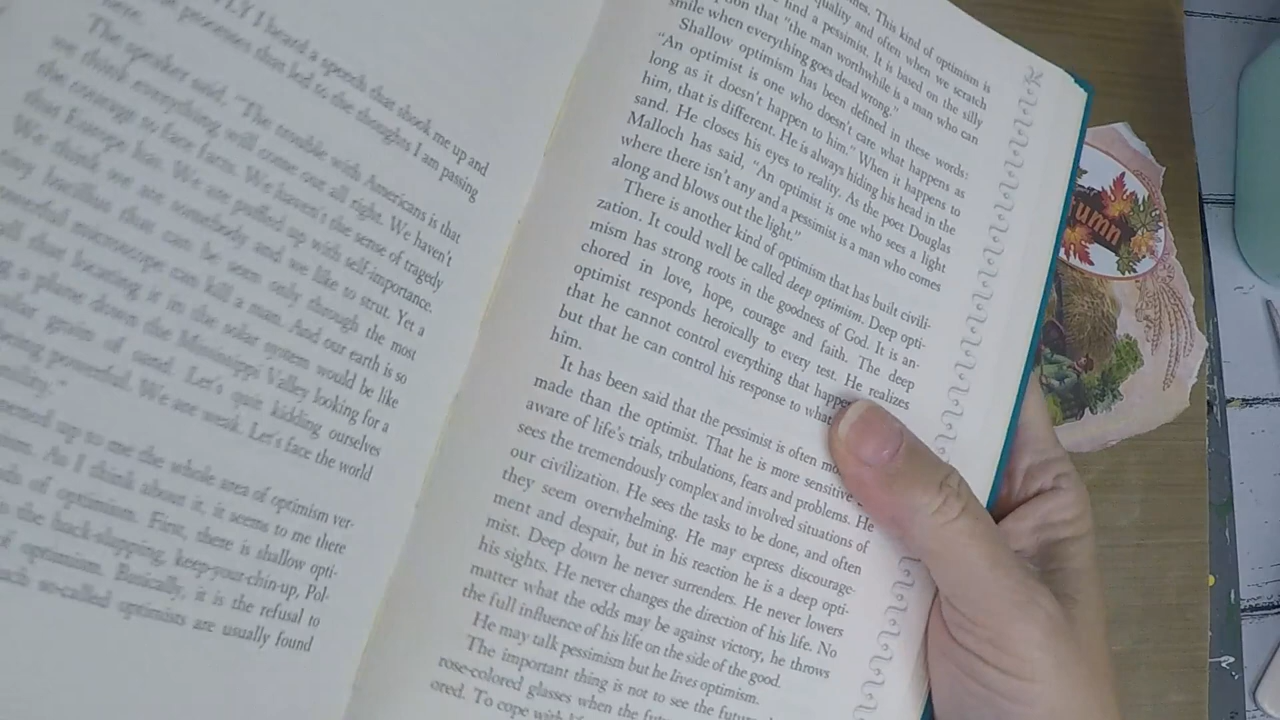 I heard a speech that shook me up and
processes that led to the thoughts I am passing
here.
The speaker said, "The trouble with Americans is that
we think everything will come out all right. We haven't
the courage to face facts. We haven't the sense of tragedy
that Europe has. We are puffed up with self-importance.
We think we are somebody and we like to strut. Yet a
tiny bacillus that can be seen only through the most
powerful microscope can kill a man. And our earth is so
small that locating it in the solar system would be like
a plane down the Mississippi Valley looking for a
grain of sand. Let's quit kidding ourselves
being powerful. We are weak. Let's face the world
up to me the whole area of optimism ver-
As I think about it, it seems to me there
of optimism. First, there is shallow opti-
the back-slapping, keep-your-chin-up, Pol-
of optimism. Basically, it is the refusal to
so-called optimists are usually found
This kind of optimism is
quality and often when we scratch
find a pessimist. It is based on the silly
that "the man worthwhile is a man who can
smile when everything goes dead wrong."
Shallow optimism has been defined in these words:
"An optimist is one who doesn't care what happens as
long as it doesn't happen to him." When it happens to
him, that is different. He is always hiding his head in the
sand. He closes his eyes to reality. As the poet Douglas
Malloch has said, "An optimist is one who sees a light
where there isn't any and a pessimist is a man who comes
along and blows out the light."
There is another kind of optimism that has built civili-
zation. It could well be called deep optimism. Deep opti-
mism has strong roots in the goodness of God. It is an-
chored in love, hope, courage and faith. The deep
optimist responds heroically to every test. He realizes
that he cannot control everything that
but that he can control his response to what
him.
It has been said that the pessimist is often
made than the optimist. That he is more sensitive
aware of life's trials, tribulations, fears and problems. He
sees the tremendously complex and involved situations of
our civilization. He sees the tasks to be done, and often
they seem overwhelming. He may express discourage-
ment and despair, but in his reaction he is a deep opti-
mist. Deep down he never surrenders. He never lowers
his sights. He never changes the direction of his life. No
matter what the odds may be against victory, he throws
the full influence of his life on the side of the good.
He may talk pessimism but he lives optimism.
The important thing is not to see the
rose-colored glasses when the
ored. To cope with